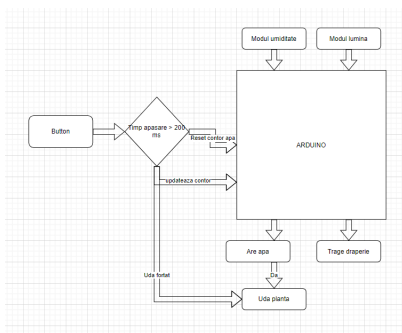 Modul umiditate
Modul lumina
Button
Timp apasare > 200
ms
Reset contor apa
ARDUINO
updateaza contor
Are apa
Trage draperie
Uda fortat
Da
Uda planta